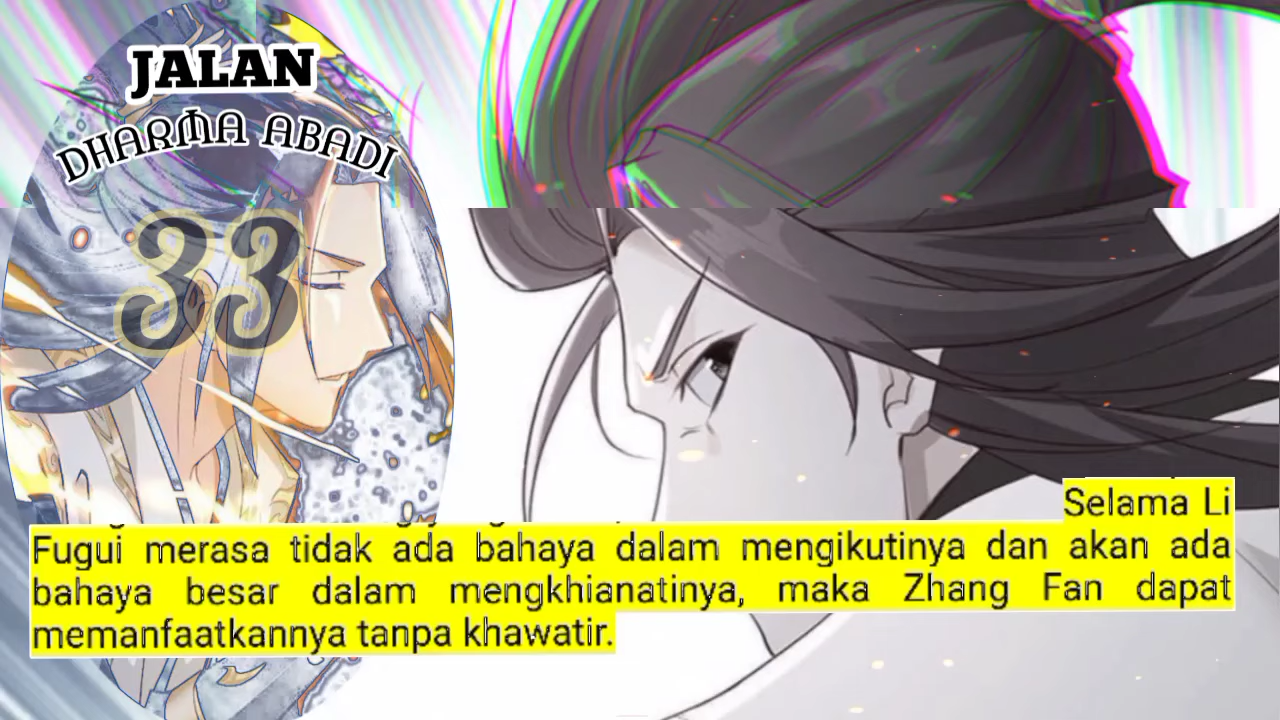 JALAN
DHARMA ABADI
33
Selama Li
Fugui merasa tidak ada bahaya dalam mengikutinya dan akan ada
bahaya besar dalam mengkhianatinya, maka Zhang Fan dapat
memanfaatkannya tanpa khawatir.